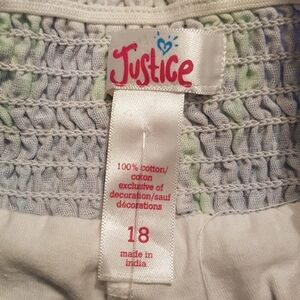 Justice
100% cotton/
coton
exclusive of
decoration/sauf
décorations
18
made in
india